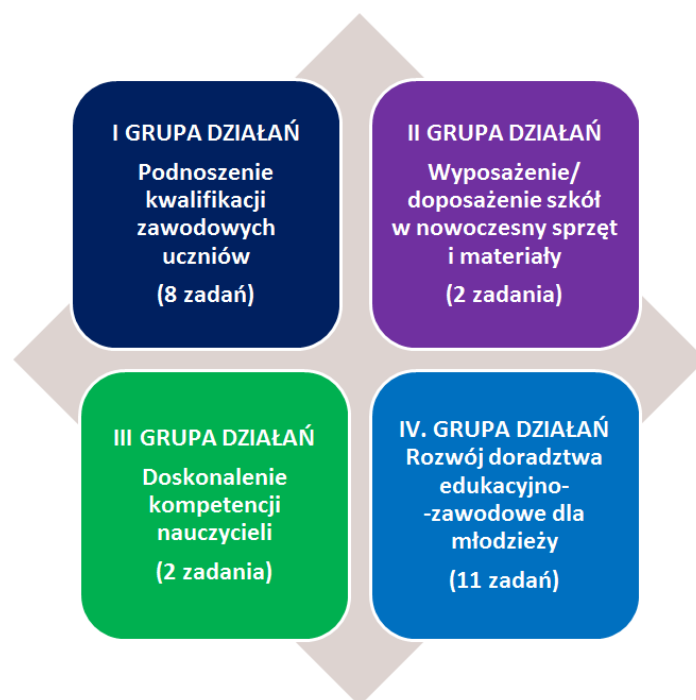 I GRUPA DZIAŁAŃ
Podnoszenie
kwalifikacji
zawodowych
uczniów
(8 zadań)
II GRUPA DZIAŁAŃ
Wyposażenie/
doposażenie szkół
w nowoczesny sprzęt
i materiały
(2 zadania)
III GRUPA DZIAŁAŃ
Doskonalenie
kompetencji
nauczycieli
(2 zadania)
IV. GRUPA DZIAŁAŃ
Rozwój doradztwa
edukacyjno-
-zawodowe dla
młodzieży
(11 zadań)